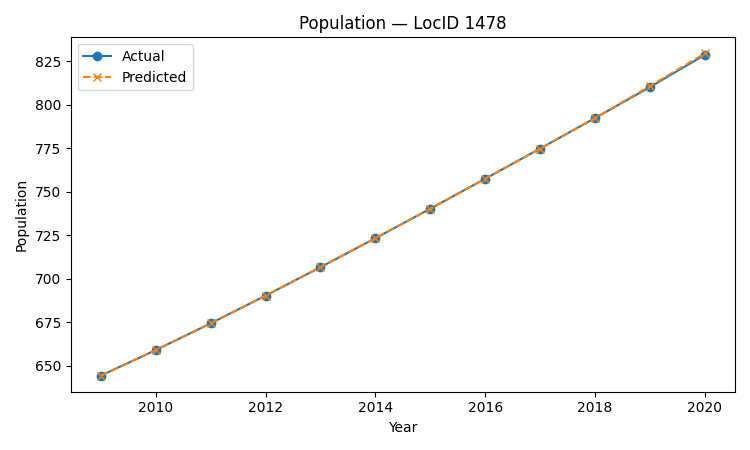 Population — LocID 1478
Actual
Predicted
825
800
775
750
725
700
675
650
Population
2010 2012 2014 2016 2018 2020
Year